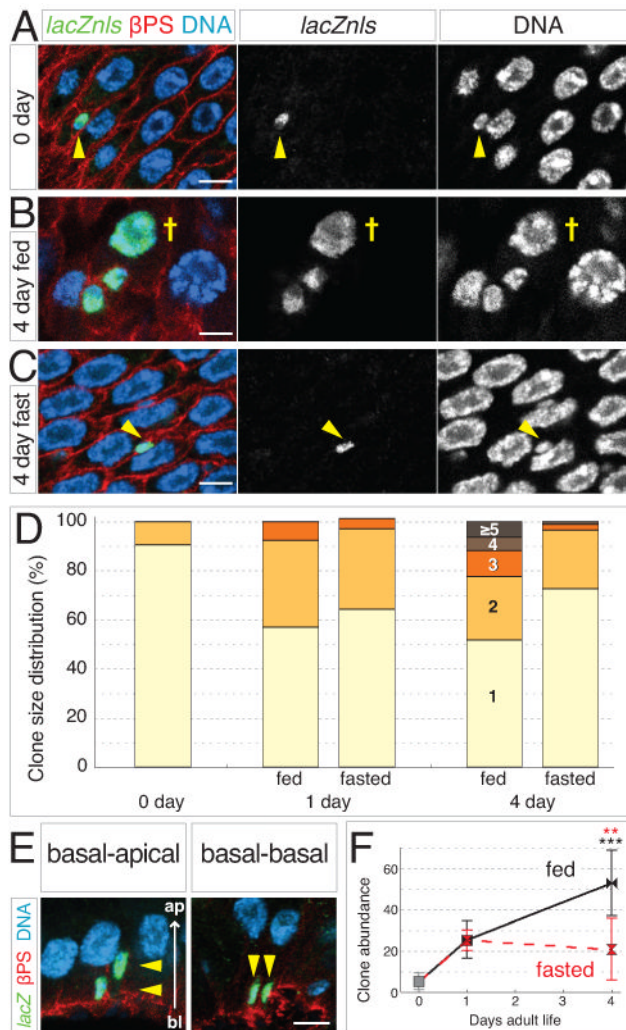 A
lacZnls βPS DNA
lacZnls
DNA
0 day
B
4 day fed
†
†
†
C
4 day fast
D
Clone size distribution (%)
100
80
60
40
20
0
≥5
4
3
2
1
fed
fasted
fed
fasted
0 day
1 day
4 day
E
basal-apical
basal-basal
lacZ βPS DNA
ap
bl
F
Clone abundance
60
40
20
0
**
***
fed
fasted
0
1
2
3
4
Days adult life